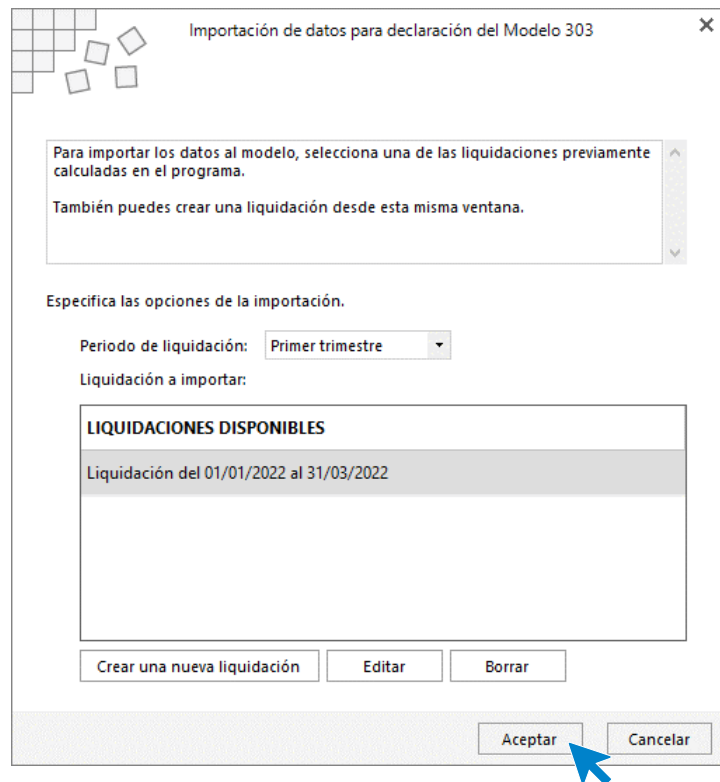 Importación de datos para declaración del Modelo 303
Para importar los datos al modelo, selecciona una de las liquidaciones previamente
calculadas en el programa.
También puedes crear una liquidación desde esta misma ventana.
Especifica las opciones de la importación.
Periodo de liquidación: Primer trimestre
Liquidación a importar:
LIQUIDACIONES DISPONIBLES
Liquidación del 01/01/2022 al 31/03/2022
Crear una nueva liquidación Editar Borrar
Aceptar Cancelar